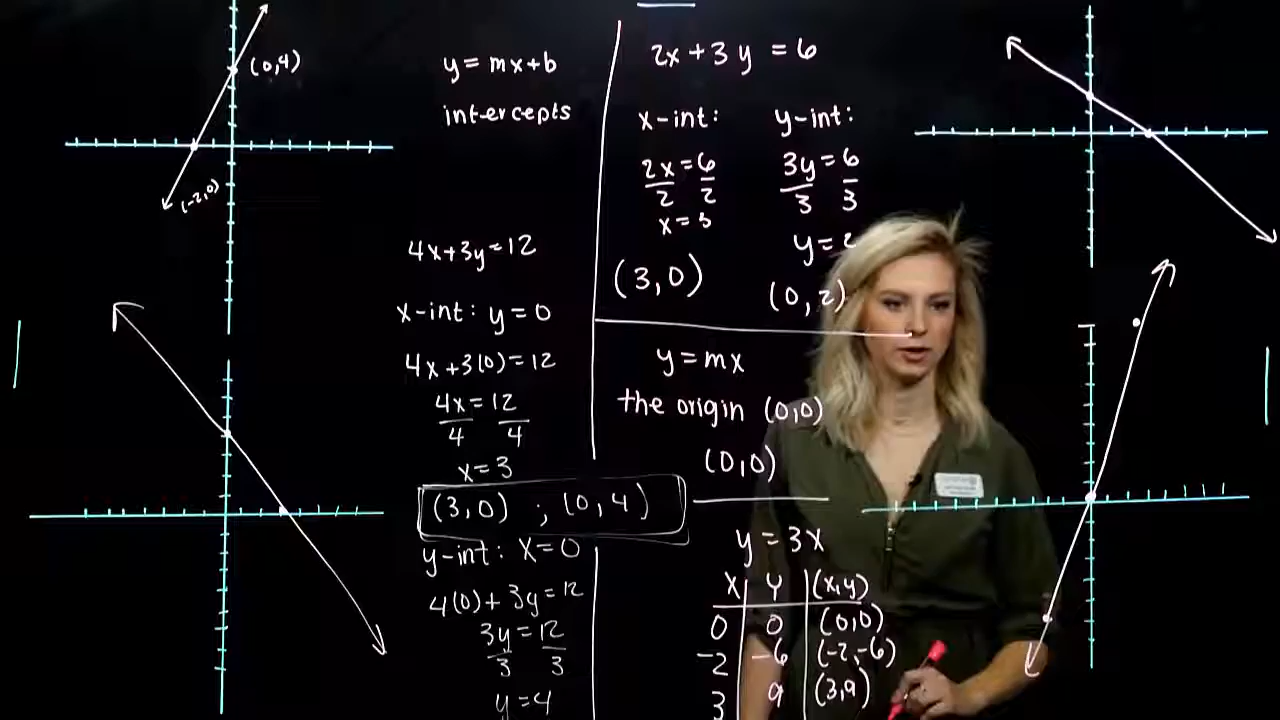 (0,4)
(-2,0)
y = mx+b
intercepts
4x+3y=12
x-int: y=0
4x+3(0)=12
4x=12
4 4
x=3
(3,0) ; (0,4)
y-int: X=0
4(0)+3y=12
3y=12
3 3
y=4
2x+3y=6
x-int:
2x=6
2 2
x=3
(3,0)
y-int:
3y=6
3 3
y=2
(0,2)
y=mx
the origin (0,0)
(0,0)
y=3X
X Y (x,y)
0 0 (0,0)
-2 -6 (-2,-6)
3 9 (3,9)